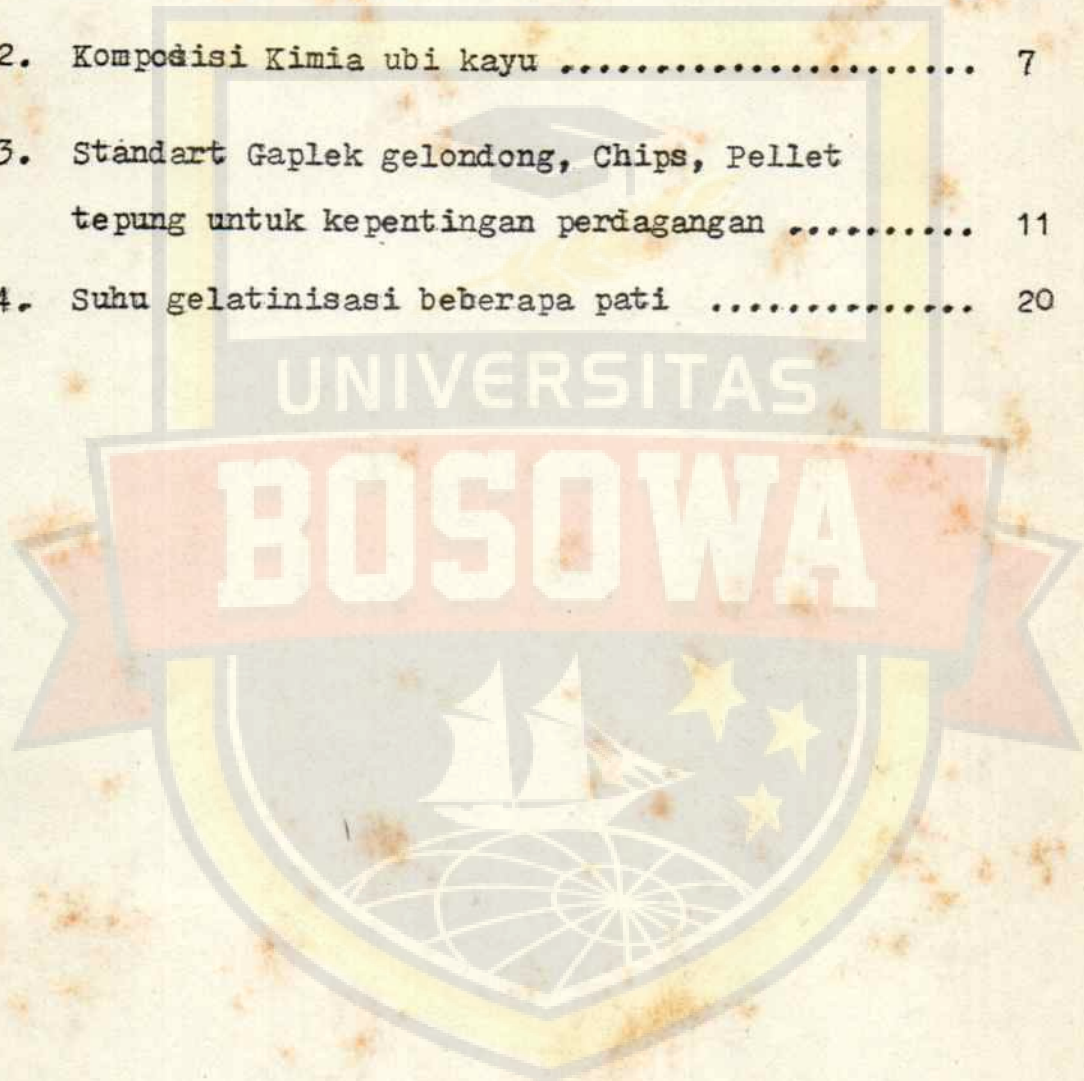 2. Komposisi Kimia ubi kayu ...................... 7
3. Standart Gaplek gelondong, Chips, Pellet
tepung untuk kepentingan perdagangan .......... 11
4. Suhu gelatinisasi beberapa pati .............. 20
UNIVERSITAS
BOSOWA